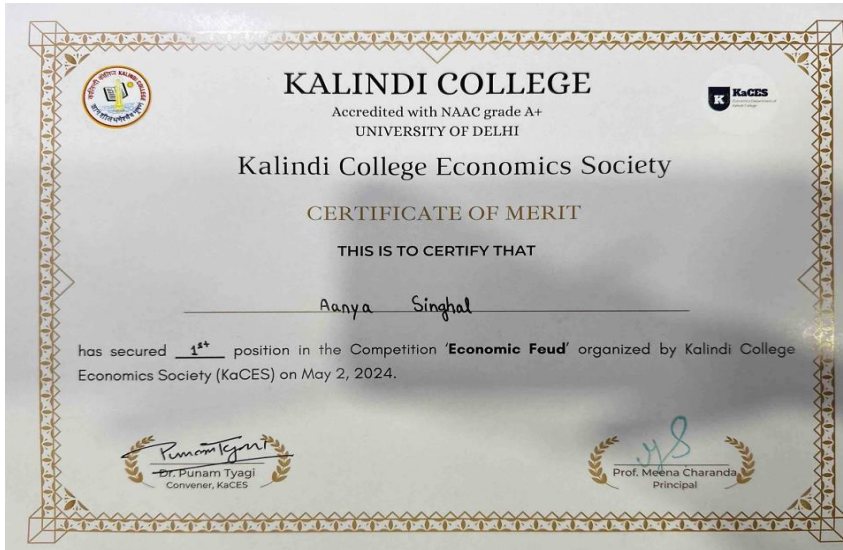 KALINDI COLLEGE
Accredited with NAAC grade A+
UNIVERSITY OF DELHI
KaCES
Kalindi College Economics Society
CERTIFICATE OF MERIT
THIS IS TO CERTIFY THAT
Aanya Singhal
has secured 1st position in the Competition 'Economic Feud' organized by Kalindi College
Economics Society (KaCES) on May 2, 2024.
Punam Tyagi
Dr. Punam Tyagi
Convener, KaCES
Prof. Meena Charanda
Principal